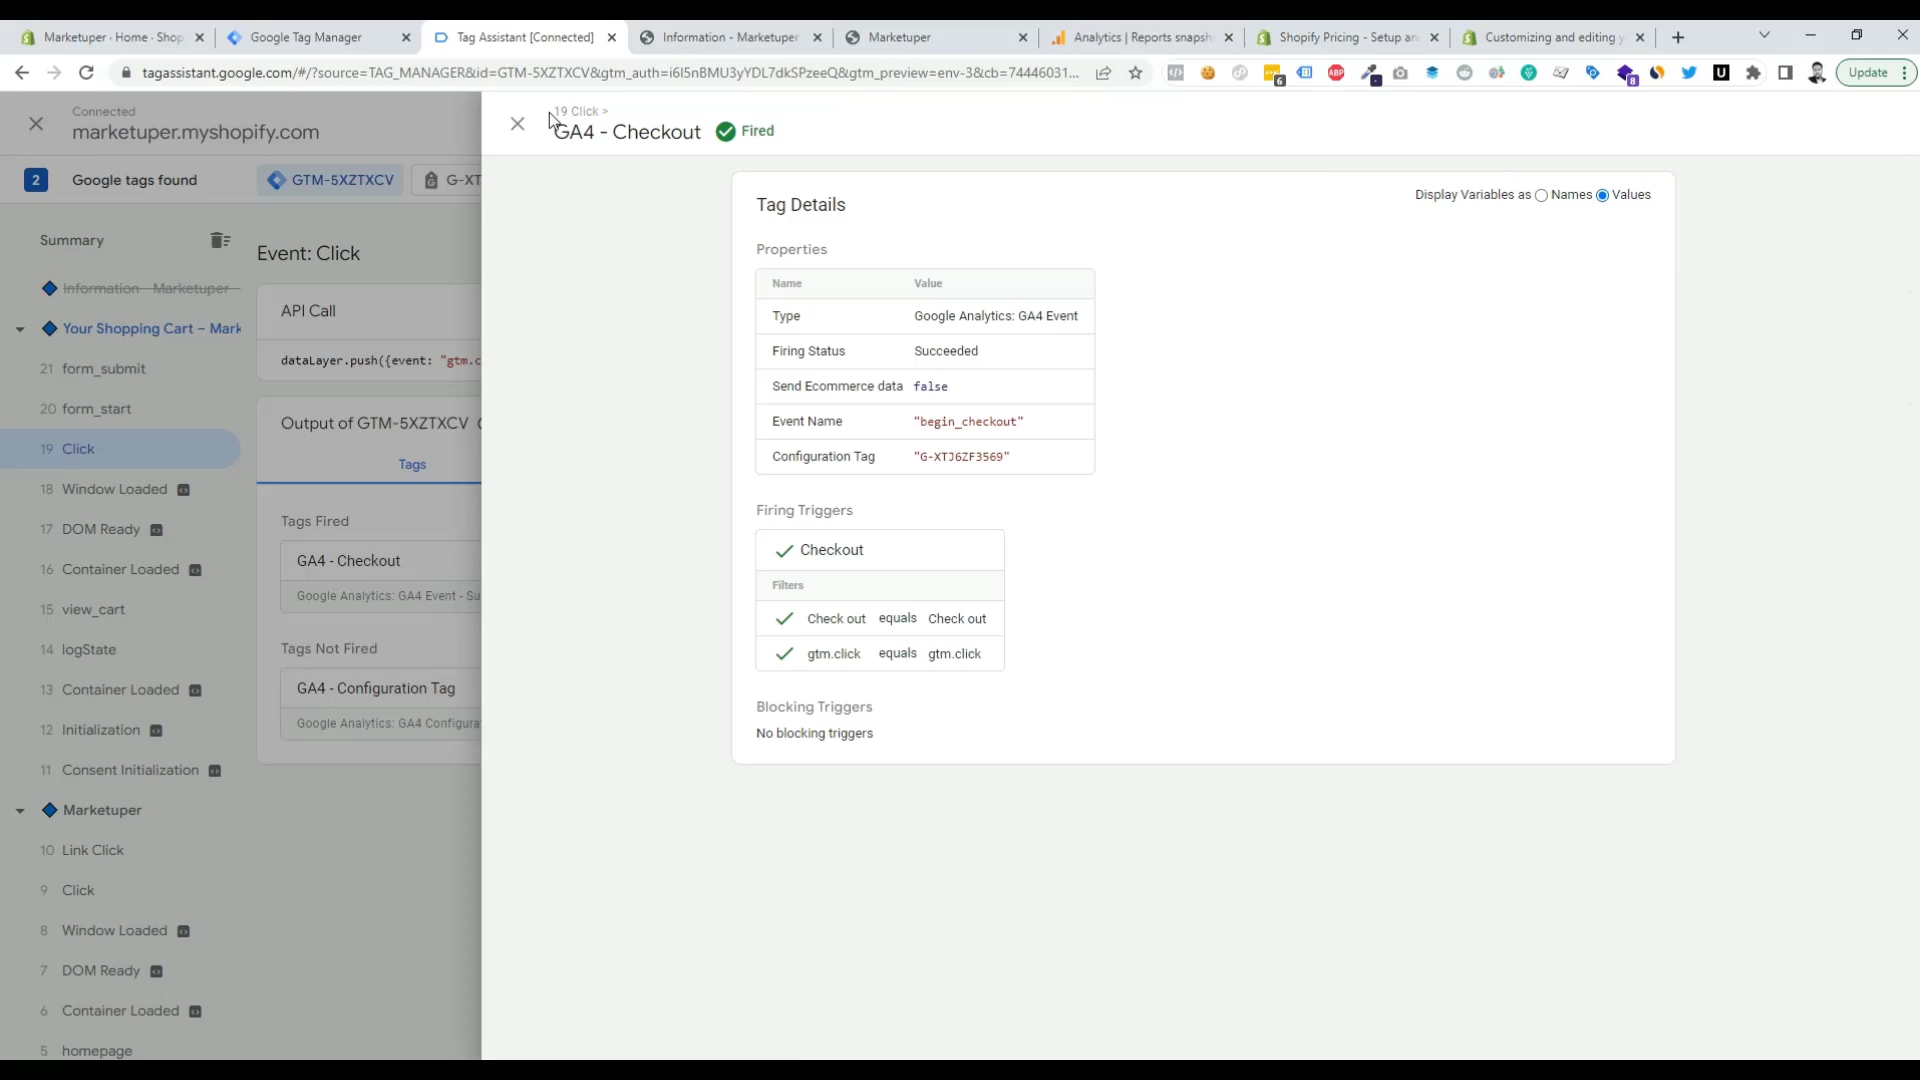 Marketuper · Home · Shop
Google Tag Manager
Tag Assistant [Connected]
Information - Marketuper
Marketuper
Analytics | Reports snapsh
Shopify Pricing - Setup an
Customizing and editing y
tagassistant.google.com/#/?source=TAG_MANAGER&id=GTM-5XZTXCV&gtm_auth=i6I5nBMU3yYDL7dkSPzeeQ&gtm_preview=env-3&cb=74446031...
ABP
6
8
U
Update
Connected
marketuper.myshopify.com
2
Google tags found
GTM-5XZTXCV
G-XT
Summary
Information - Marketuper
Your Shopping Cart – Mark
21 form_submit
20 form_start
19 Click
18 Window Loaded
17 DOM Ready
16 Container Loaded
15 view_cart
14 logState
13 Container Loaded
12 Initialization
11 Consent Initialization
Marketuper
10 Link Click
9 Click
8 Window Loaded
7 DOM Ready
6 Container Loaded
5 homepage
Event: Click
API Call
dataLayer.push({event: "gtm.c
Output of GTM-5XZTXCV
Tags
Tags Fired
GA4 - Checkout
Google Analytics: GA4 Event - Su
Tags Not Fired
GA4 - Configuration Tag
Google Analytics: GA4 Configura
19 Click >
GA4 - Checkout
Fired
Tag Details
Display Variables as Names Values
Properties
Name Value
Type Google Analytics: GA4 Event
Firing Status Succeeded
Send Ecommerce data false
Event Name "begin_checkout"
Configuration Tag "G-XTJ6ZF3569"
Firing Triggers
Checkout
Filters
Check out equals Check out
gtm.click equals gtm.click
Blocking Triggers
No blocking triggers